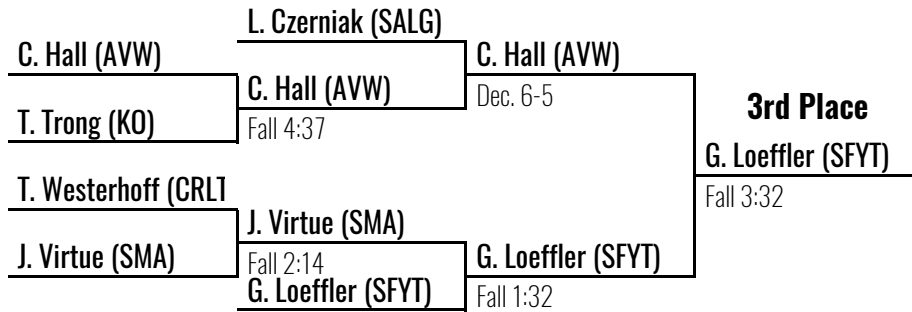 L. Czerniak (SALG)
C. Hall (AVW)
C. Hall (AVW)
C. Hall (AVW)
Dec. 6-5
T. Trong (KO)
Fall 4:37
3rd Place
G. Loeffler (SFYT)
Fall 3:32
T. Westerhoff (CRLT
J. Virtue (SMA)
J. Virtue (SMA)
Fall 2:14
G. Loeffler (SFYT)
G. Loeffler (SFYT)
Fall 1:32